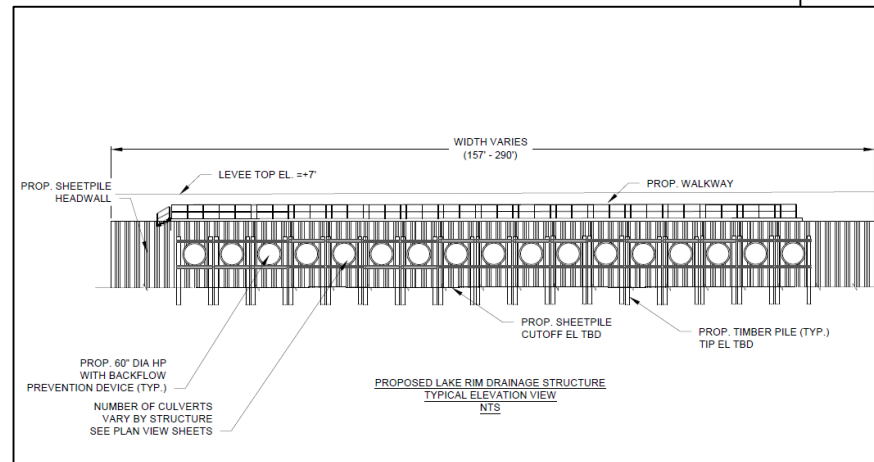 WIDTH VARIES
(157' - 290')
LEVEE TOP EL. =+7'
PROP. SHEETPILE
HEADWALL
PROP. WALKWAY
PROP. SHEETPILE
CUTOFF EL TBD
PROP. TIMBER PILE (TYP.)
TIP EL TBD
PROP. 60" DIA HP
WITH BACKFLOW
PREVENTION DEVICE (TYP.)
NUMBER OF CULVERTS
VARY BY STRUCTURE
SEE PLAN VIEW SHEETS
PROPOSED LAKE RIM DRAINAGE STRUCTURE
TYPICAL ELEVATION VIEW
NTS